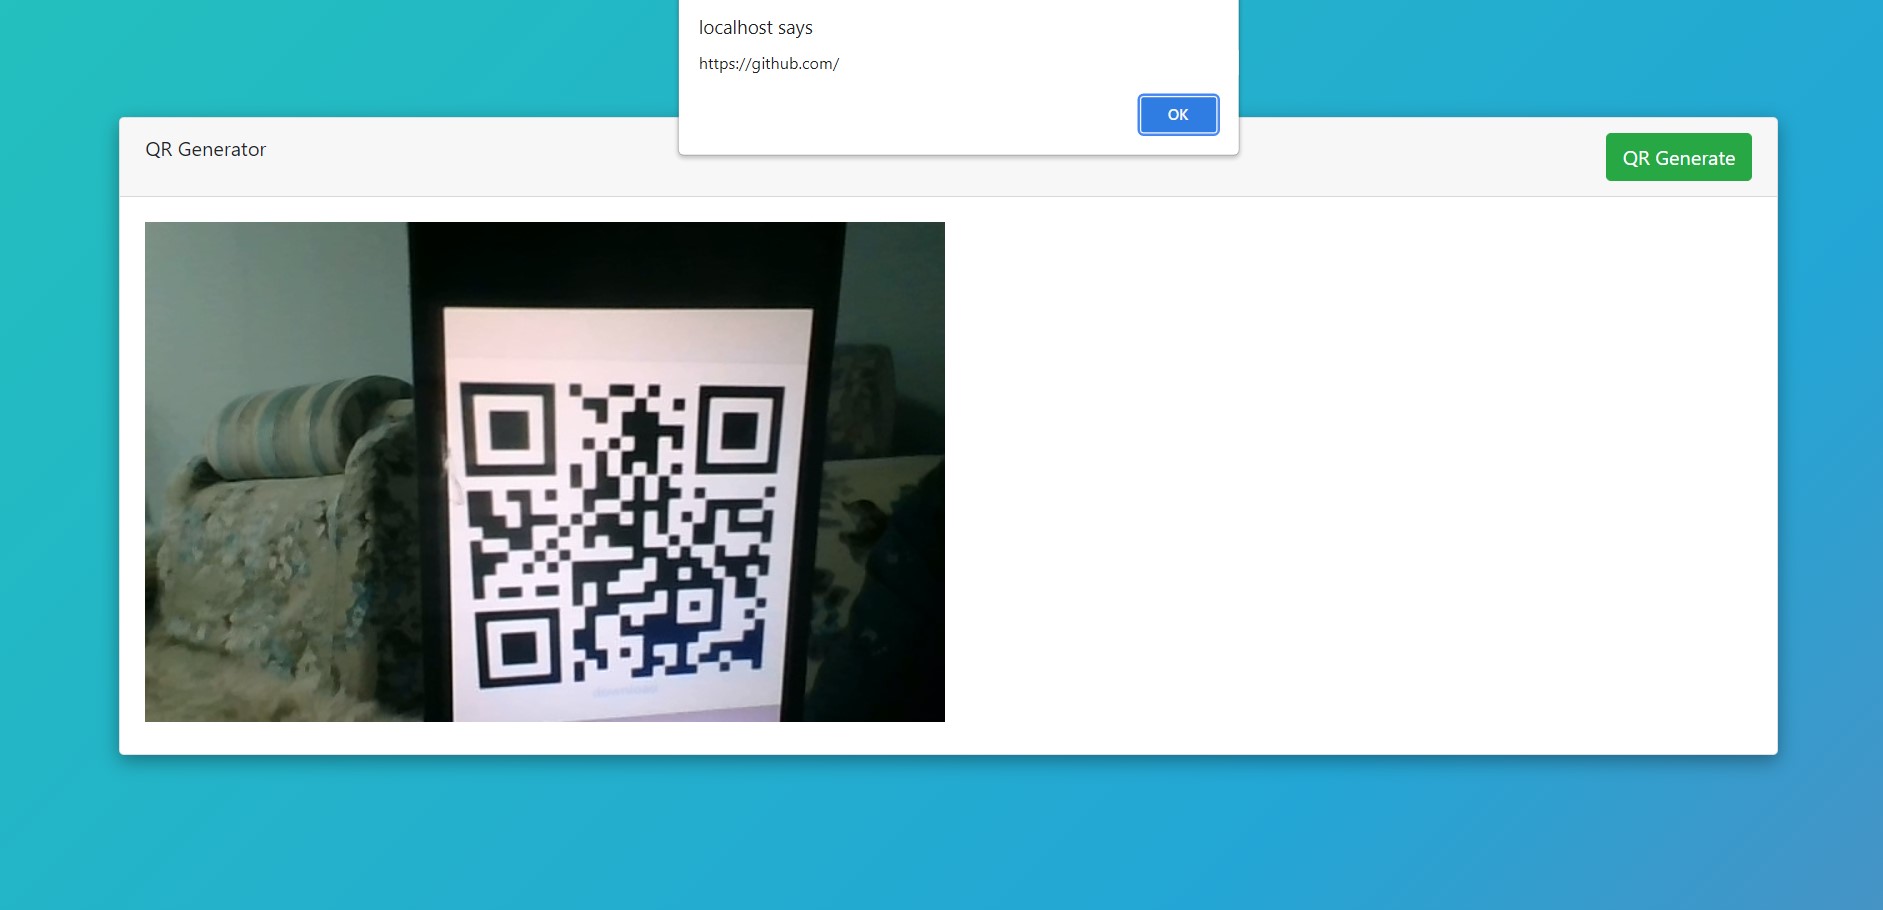 localhost says
https://github.com/
OK
QR Generator
QR Generate